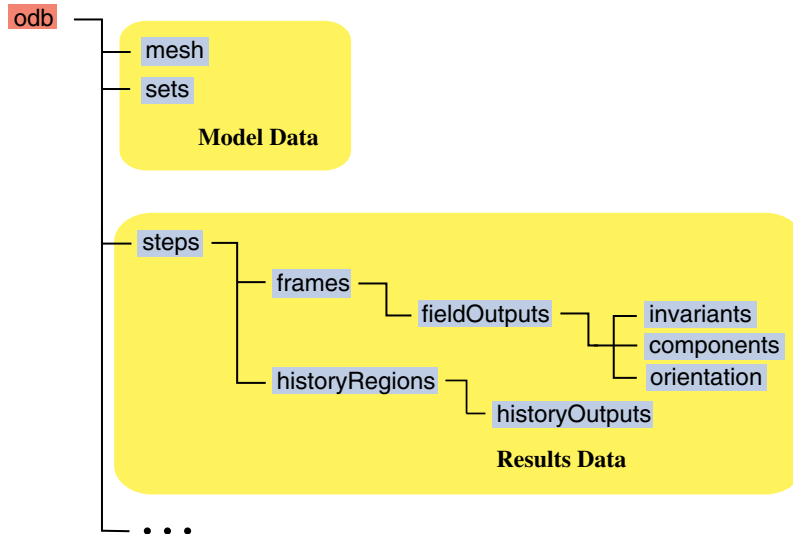 odb
mesh
sets
Model Data
steps
frames
fieldOutputs
invariants
components
orientation
historyRegions
historyOutputs
Results Data
• • •